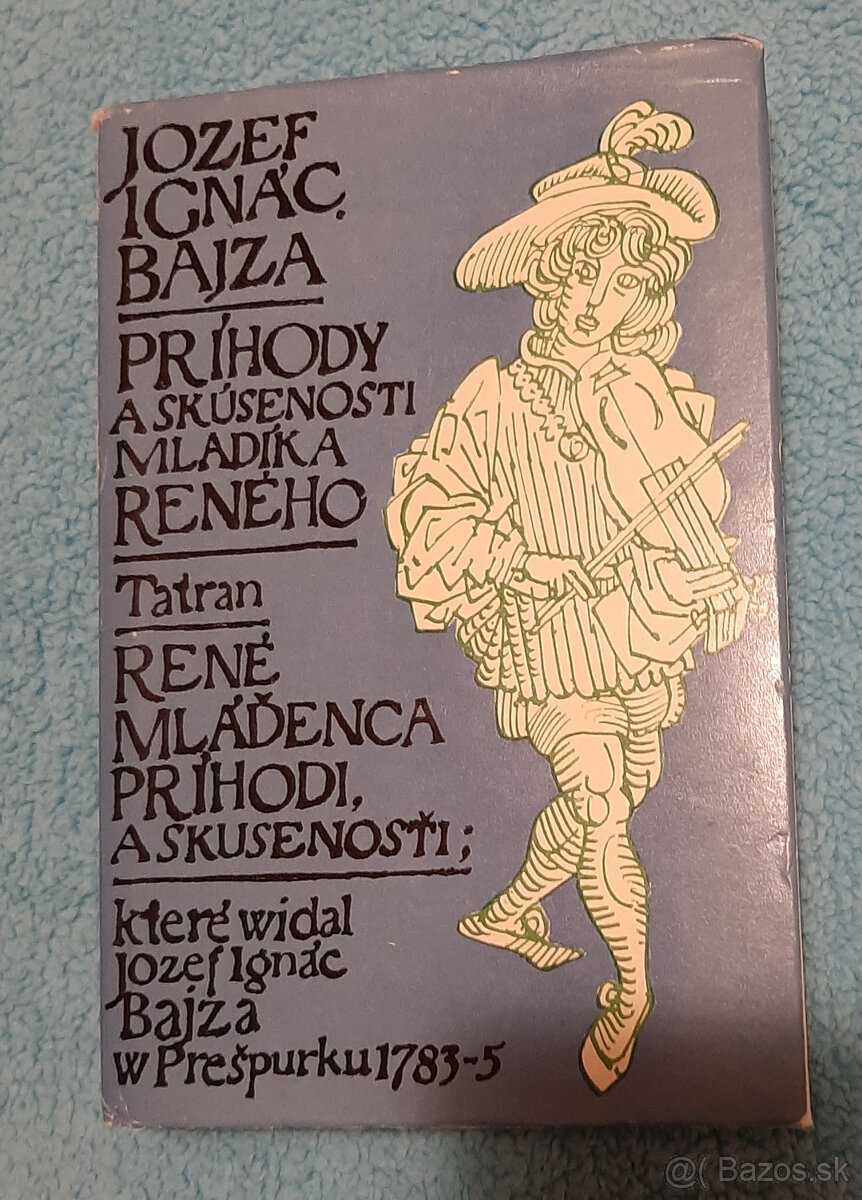 JOZEF
IGNÁC
BAJZA
PRÍHODY
A SKÚSENOSTI
MLADÍKA
RENÉHO
Tatran
RENÉ
MLÁĎENCA
PRÍHODI,
A SKUSENOSŤI;
které widal
Jozef Ignác
Bajza
w Prešpurku 1783-5
@( Bazos.sk